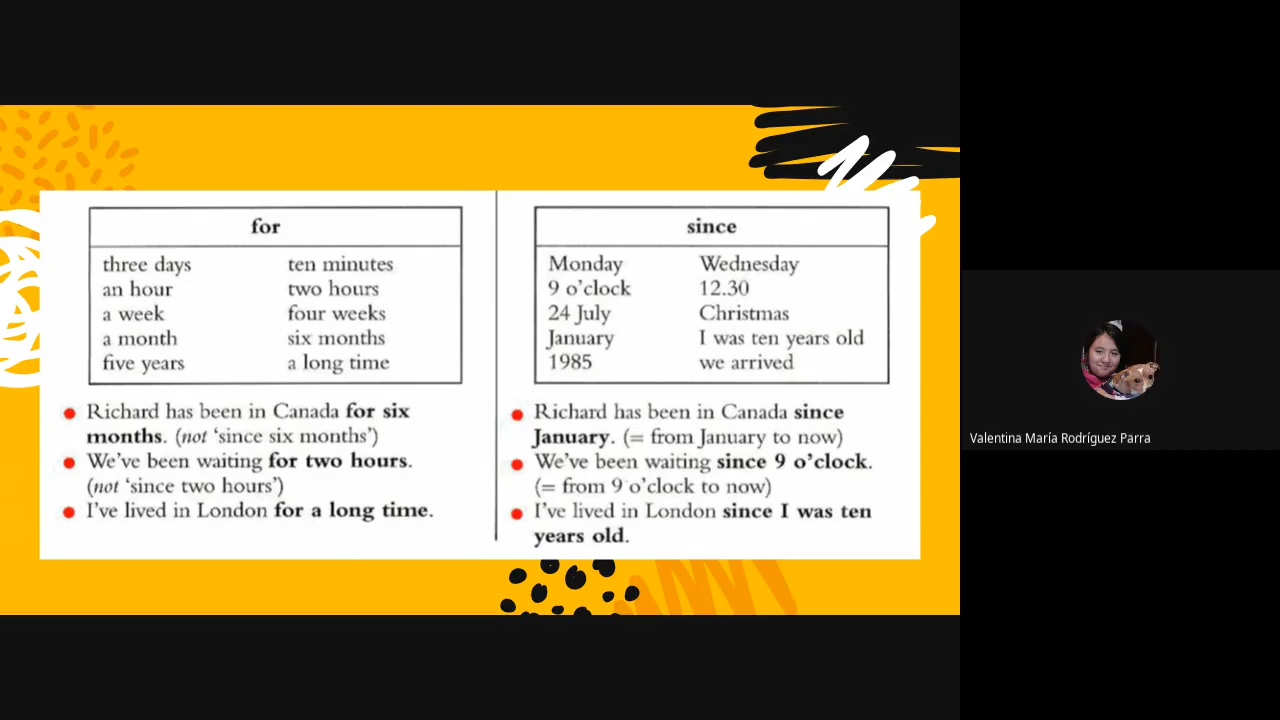 for
three days ten minutes
an hour two hours
a week four weeks
a month six months
five years a long time
Richard has been in Canada for six
months. (not ‘since six months’)
We’ve been waiting for two hours.
(not ‘since two hours’)
I’ve lived in London for a long time.
since
Monday Wednesday
9 o’clock 12.30
24 July Christmas
January I was ten years old
1985 we arrived
Richard has been in Canada since
January. (= from January to now)
We’ve been waiting since 9 o’clock.
(= from 9 o’clock to now)
I’ve lived in London since I was ten
years old.
Valentina María Rodríguez Parra